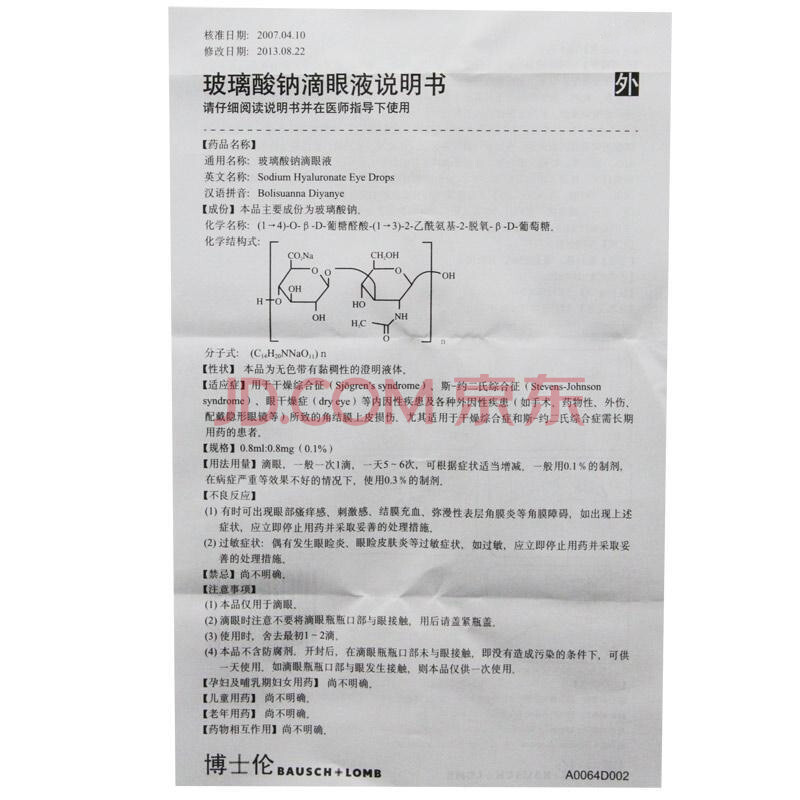 核准日期: 2007.04.10
修改日期: 2013.08.22
玻璃酸钠滴眼液说明书
外
请仔细阅读说明书并在医师指导下使用
【药品名称】
通用名称: 玻璃酸钠滴眼液
英文名称: Sodium Hyaluronate Eye Drops
汉语拼音: Bolisuanna Diyanye
【成份】本品主要成份为玻璃酸钠.
化学名称: (1→4)-O-β-D-葡糖醛酸-(1→3)-2-乙酰氨基-2-脱氧-β-D-葡萄糖.
化学结构式:
CO₂Na
CH₂OH
O
O
O
OH
OH
H
O
HO
OH
NH
H₃C
O
n
分子式: (C₁₄H₂₀NNaO₁₁) n
【性状】 本品为无色带有黏稠性的澄明液体.
【适应症】用于干燥综合征 (Sjögren's syndrome) 、斯-约二氏综合征 (Stevens-Johnson
syndrome) 、眼干燥症 (dry eye) 等内因性疾患及各种外因性疾患 (如手术、药物性、外伤、
配戴隐形眼镜等) 所致的角结膜上皮损伤. 尤其适用于干燥综合症和斯-约二氏综合症需长期
用药的患者.
【规格】0.8ml:0.8mg (0.1%)
【用法用量】滴眼, 一般一次1滴, 一天5~6次, 可根据症状适当增减. 一般用0.1%的制剂,
在病症严重等效果不好的情况下, 使用0.3%的制剂.
【不良反应】
(1) 有时可出现眼部瘙痒感、刺激感、结膜充血、弥漫性表层角膜炎等角膜障碍, 如出现上述
症状, 应立即停止用药并采取妥善的处理措施.
(2) 过敏症状: 偶有发生眼睑炎、眼睑皮肤炎等过敏症状, 如过敏, 应立即停止用药并采取妥
善的处理措施.
【禁忌】尚不明确.
【注意事项】
(1) 本品仅用于滴眼.
(2) 滴眼时注意不要将滴眼瓶瓶口部与眼接触, 用后请盖紧瓶盖.
(3) 使用时, 舍去最初1~2滴.
(4) 本品不含防腐剂. 开封后, 在滴眼瓶瓶口部未与眼接触, 即没有造成污染的条件下, 可供
一天使用. 如滴眼瓶瓶口部与眼发生接触, 则本品仅供一次使用.
【孕妇及哺乳期妇女用药】 尚不明确.
【儿童用药】 尚不明确.
【老年用药】 尚不明确.
【药物相互作用】尚不明确.
博士伦 BAUSCH+LOMB
A0064D002
JD.COM 京东